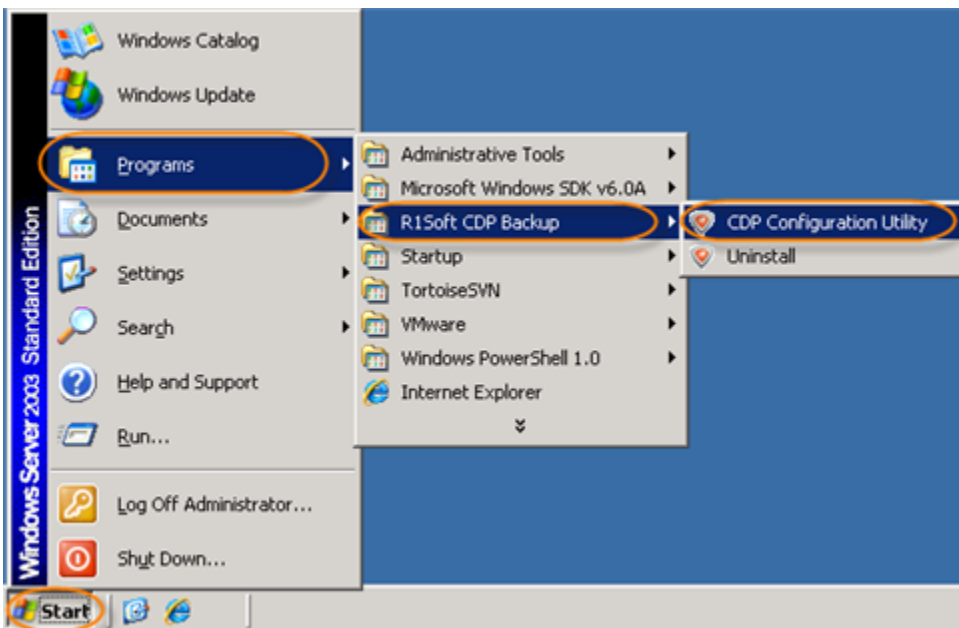 Windows Catalog
Windows Update
Programs
Documents
Settings
Search
Help and Support
Run...
Log Off Administrator...
Shut Down...
Windows Server 2003 Standard Edition
Administrative Tools
Microsoft Windows SDK v6.0A
R1Soft CDP Backup
Startup
TortoiseSVN
VMware
Windows PowerShell 1.0
Internet Explorer
CDP Configuration Utility
Uninstall
Start